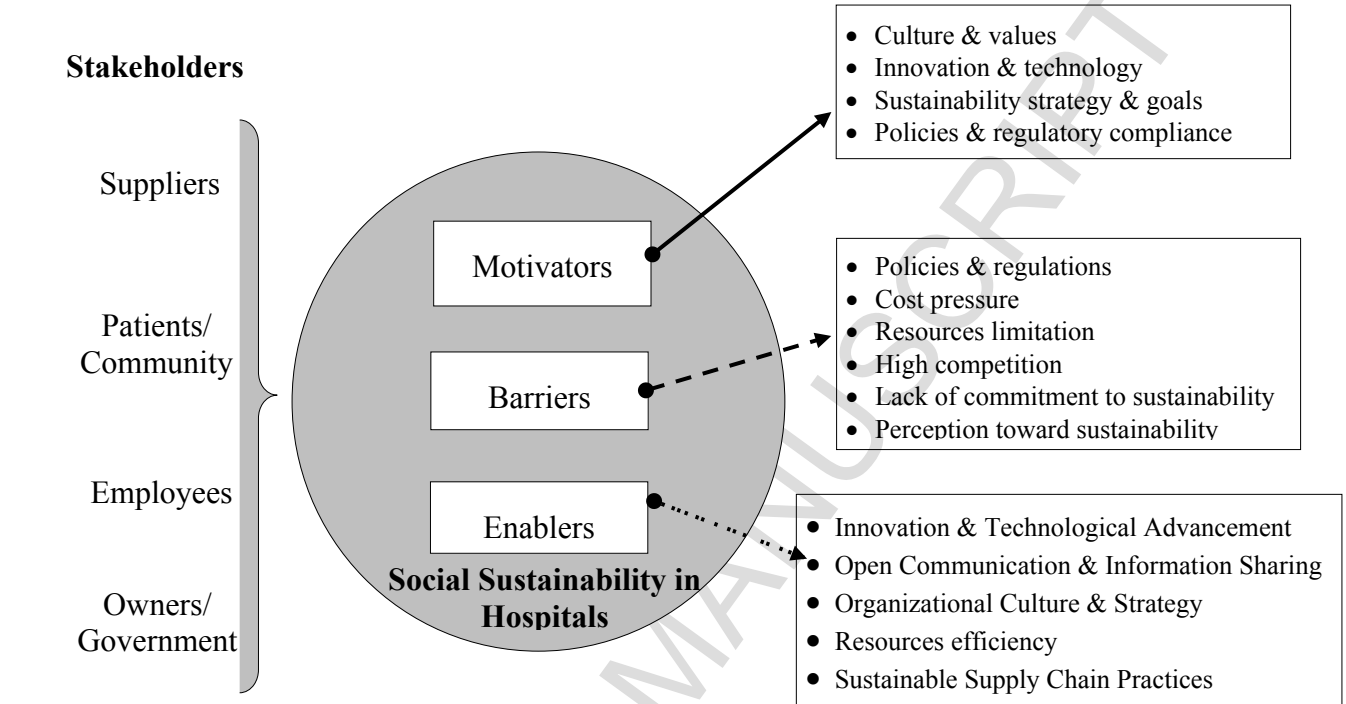 Stakeholders
Suppliers
Patients/
Community
Employees
Owners/
Government
Motivators
Barriers
Enablers
Social Sustainability in
Hospitals
• Culture & values
• Innovation & technology
• Sustainability strategy & goals
• Policies & regulatory compliance
• Policies & regulations
• Cost pressure
• Resources limitation
• High competition
• Lack of commitment to sustainability
• Perception toward sustainability
• Innovation & Technological Advancement
• Open Communication & Information Sharing
• Organizational Culture & Strategy
• Resources efficiency
• Sustainable Supply Chain Practices
MANUSCRIPT